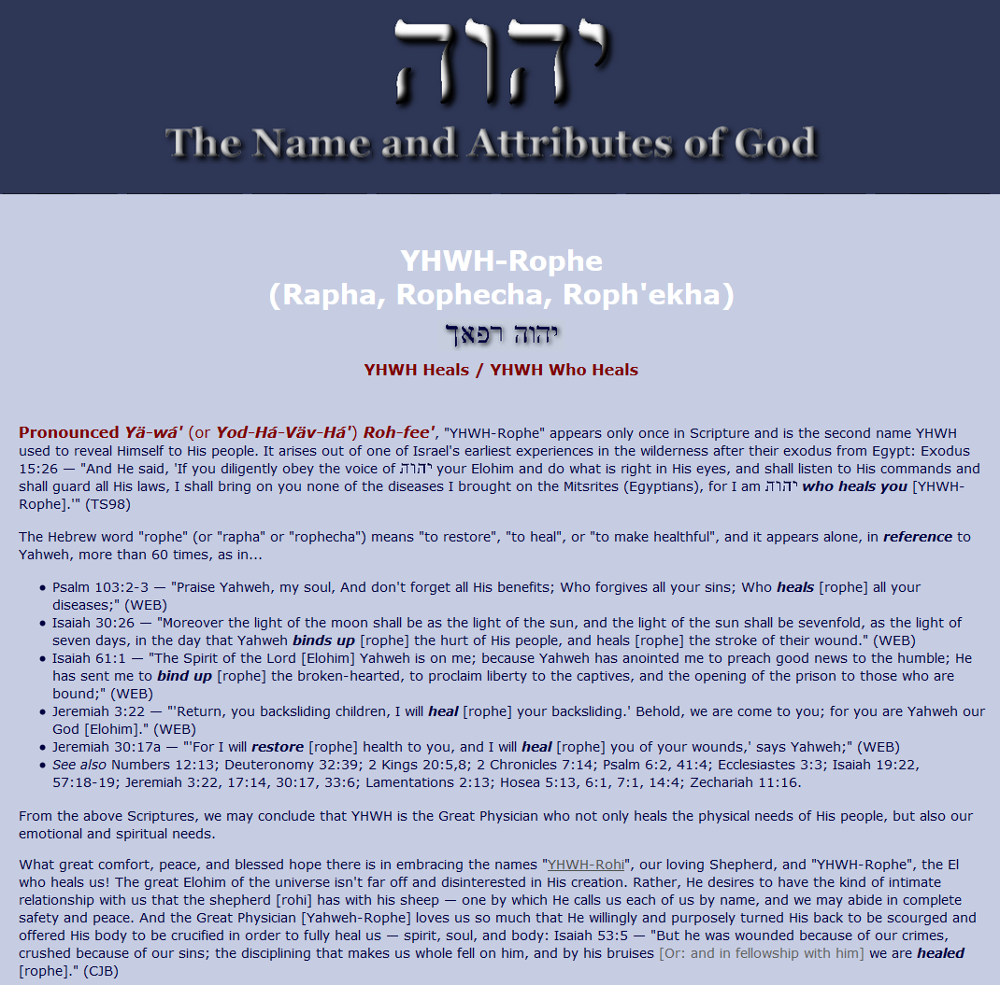 יהוה
The Name and Attributes of God
YHWH-Rophe
(Rapha, Rophecha, Roph'ekha)
יהוה רפאך
YHWH Heals / YHWH Who Heals
Pronounced Yä-wá' (or Yod-Há-Väv-Há') Roh-fee', "YHWH-Rophe" appears only once in Scripture and is the second name YHWH
used to reveal Himself to His people. It arises out of one of Israel's earliest experiences in the wilderness after their exodus from Egypt: Exodus
15:26 — "And He said, 'If you diligently obey the voice of יהוה your Elohim and do what is right in His eyes, and shall listen to His commands and
shall guard all His laws, I shall bring on you none of the diseases I brought on the Mitsrites (Egyptians), for I am יהוה who heals you [YHWH-
Rophe].'" (TS98)
The Hebrew word "rophe" (or "rapha" or "rophecha") means "to restore", "to heal", or "to make healthful", and it appears alone, in reference to
Yahweh, more than 60 times, as in...
• Psalm 103:2-3 — "Praise Yahweh, my soul, And don't forget all His benefits; Who forgives all your sins; Who heals [rophe] all your
diseases;" (WEB)
• Isaiah 30:26 — "Moreover the light of the moon shall be as the light of the sun, and the light of the sun shall be sevenfold, as the light of
seven days, in the day that Yahweh binds up [rophe] the hurt of His people, and heals [rophe] the stroke of their wound." (WEB)
• Isaiah 61:1 — "The Spirit of the Lord [Elohim] Yahweh is on me; because Yahweh has anointed me to preach good news to the humble; He
has sent me to bind up [rophe] the broken-hearted, to proclaim liberty to the captives, and the opening of the prison to those who are
bound;" (WEB)
• Jeremiah 3:22 — "'Return, you backsliding children, I will heal [rophe] your backsliding.' Behold, we are come to you; for you are Yahweh our
God [Elohim]." (WEB)
• Jeremiah 30:17a — "'For I will restore [rophe] health to you, and I will heal [rophe] you of your wounds,' says Yahweh;" (WEB)
• See also Numbers 12:13; Deuteronomy 32:39; 2 Kings 20:5,8; 2 Chronicles 7:14; Psalm 6:2, 41:4; Ecclesiastes 3:3; Isaiah 19:22,
57:18-19; Jeremiah 3:22, 17:14, 30:17, 33:6; Lamentations 2:13; Hosea 5:13, 6:1, 7:1, 14:4; Zechariah 11:16.
From the above Scriptures, we may conclude that YHWH is the Great Physician who not only heals the physical needs of His people, but also our
emotional and spiritual needs.
What great comfort, peace, and blessed hope there is in embracing the names "YHWH-Rohi", our loving Shepherd, and "YHWH-Rophe", the El
who heals us! The great Elohim of the universe isn't far off and disinterested in His creation. Rather, He desires to have the kind of intimate
relationship with us that the shepherd [rohi] has with his sheep — one by which He calls us each of us by name, and we may abide in complete
safety and peace. And the Great Physician [Yahweh-Rophe] loves us so much that He willingly and purposely turned His back to be scourged and
offered His body to be crucified in order to fully heal us — spirit, soul, and body: Isaiah 53:5 — "But he was wounded because of our crimes,
crushed because of our sins; the disciplining that makes us whole fell on him, and by his bruises [Or: and in fellowship with him] we are healed
[rophe]." (CJB)